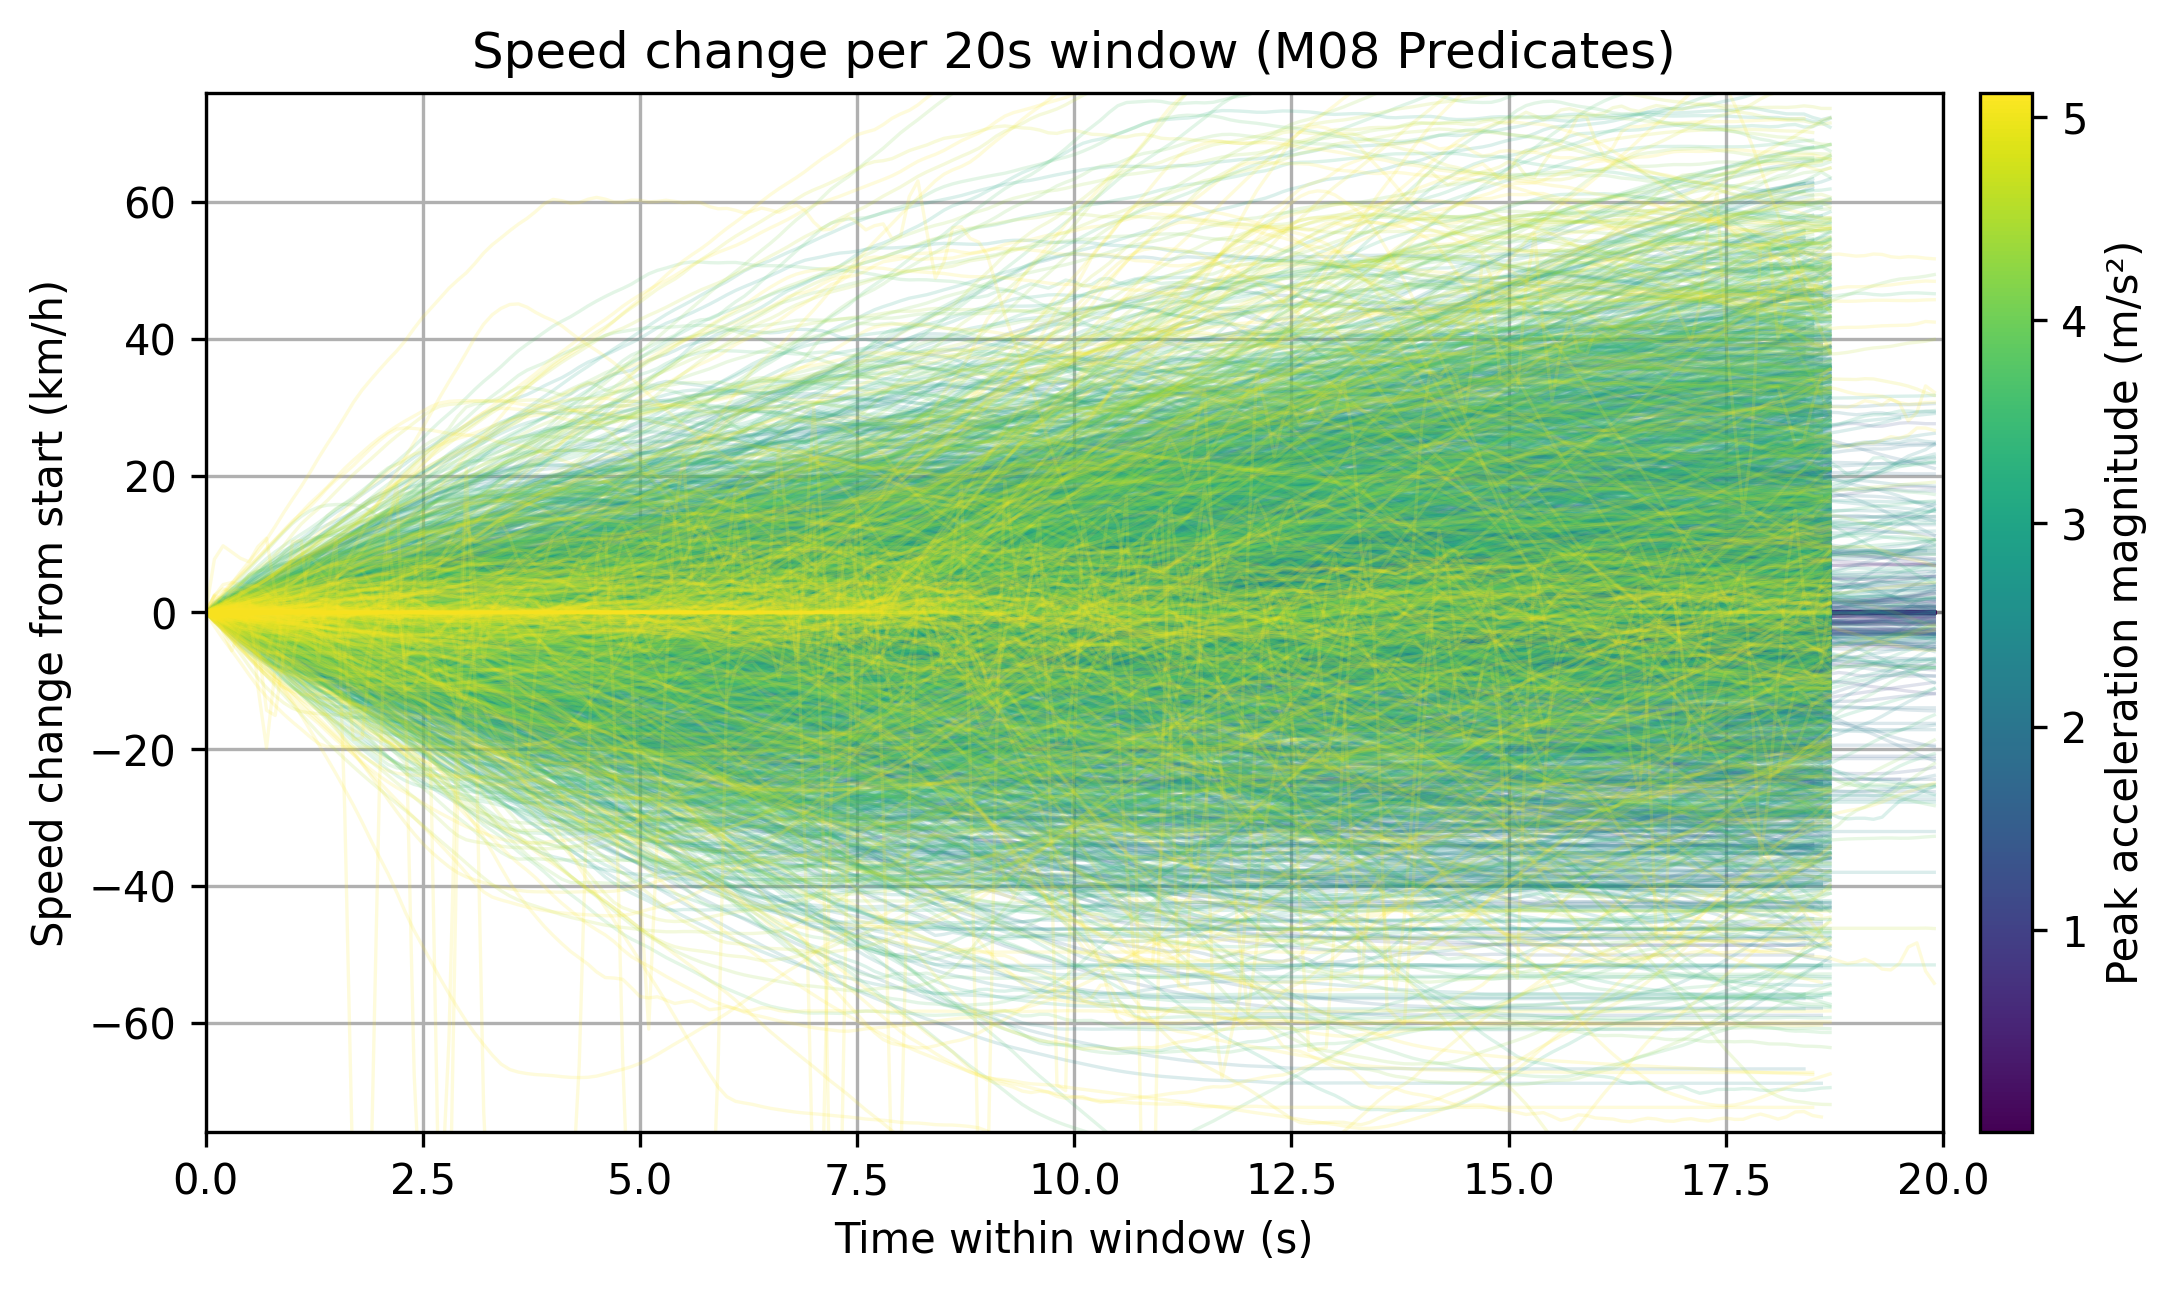 Speed change per 20s window (M08 Predicates)
Speed change from start (km/h)
60
40
20
0
−20
−40
−60
0.0 2.5 5.0 7.5 10.0 12.5 15.0 17.5 20.0
Time within window (s)
5
4
3
2
1
Peak acceleration magnitude (m/s²)